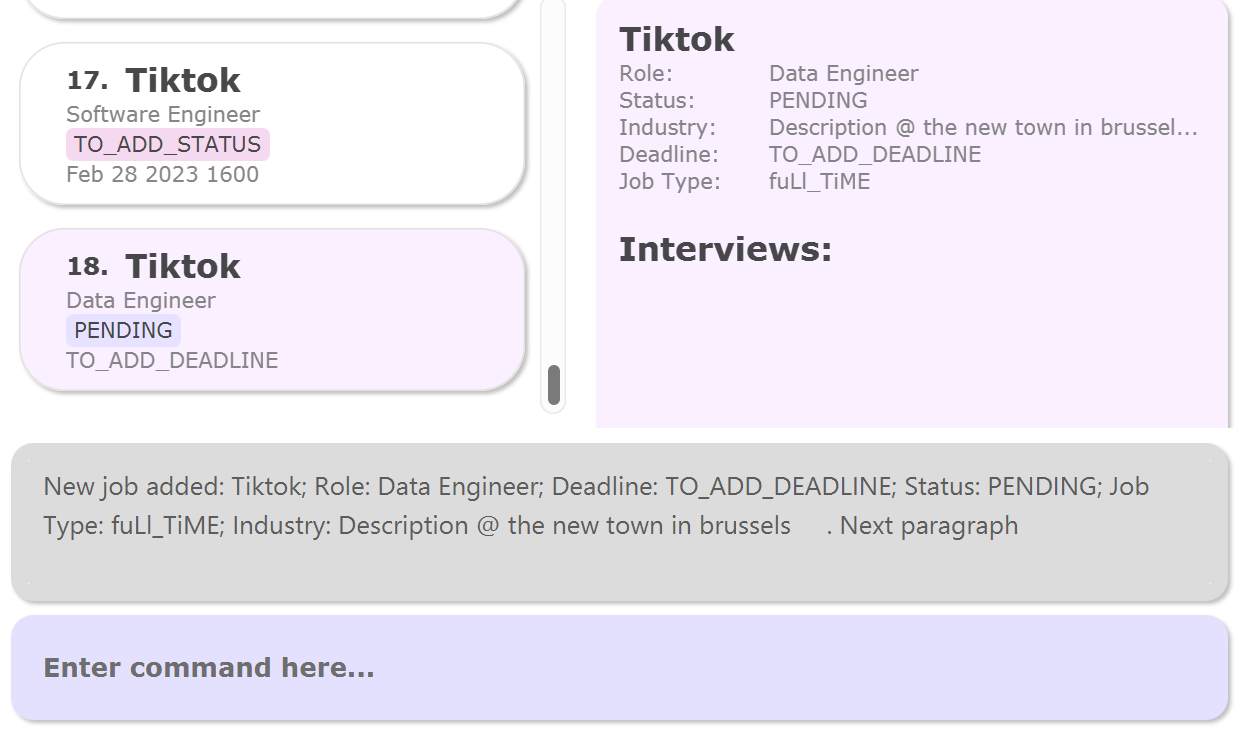 17. Tiktok
Software Engineer
TO_ADD_STATUS
Feb 28 2023 1600
18. Tiktok
Data Engineer
PENDING
TO_ADD_DEADLINE
Tiktok
Role: Data Engineer
Status: PENDING
Industry: Description @ the new town in brussel...
Deadline: TO_ADD_DEADLINE
Job Type: fuLl_TiME
Interviews:
New job added: Tiktok; Role: Data Engineer; Deadline: TO_ADD_DEADLINE; Status: PENDING; Job
Type: fuLl_TiME; Industry: Description @ the new town in brussels     . Next paragraph
Enter command here...